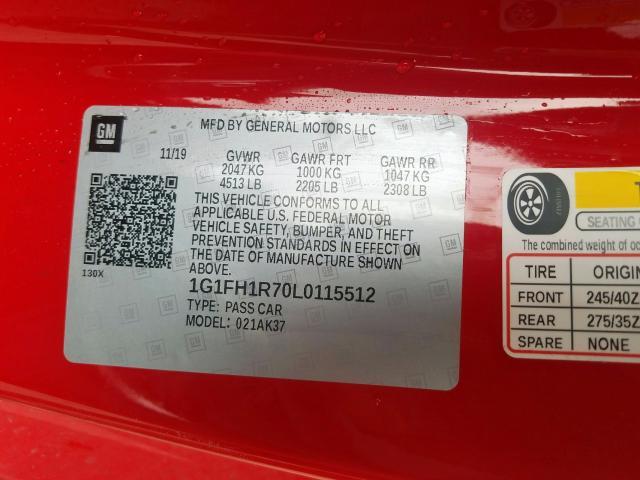 GM
MFD BY GENERAL MOTORS LLC
11/19 GVWR GAWR FRT GAWR RR
2047 KG 1000 KG 1047 KG
4513 LB 2205 LB 2308 LB
THIS VEHICLE CONFORMS TO ALL
APPLICABLE U.S. FEDERAL MOTOR
VEHICLE SAFETY, BUMPER, AND THEFT
PREVENTION STANDARDS IN EFFECT ON
THE DATE OF MANUFACTURE SHOWN
ABOVE.
130X
1G1FH1R70L0115512
TYPE: PASS CAR
MODEL: 021AK37
SEATING
The combined weight of oc
TIRE ORIGIN
FRONT 245/40Z
REAR 275/35Z
SPARE NONE